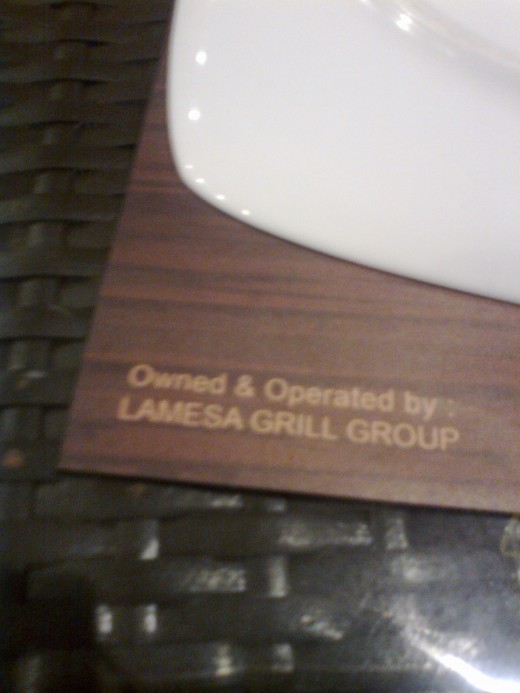 Owned & Operated by :
LAMESA GRILL GROUP